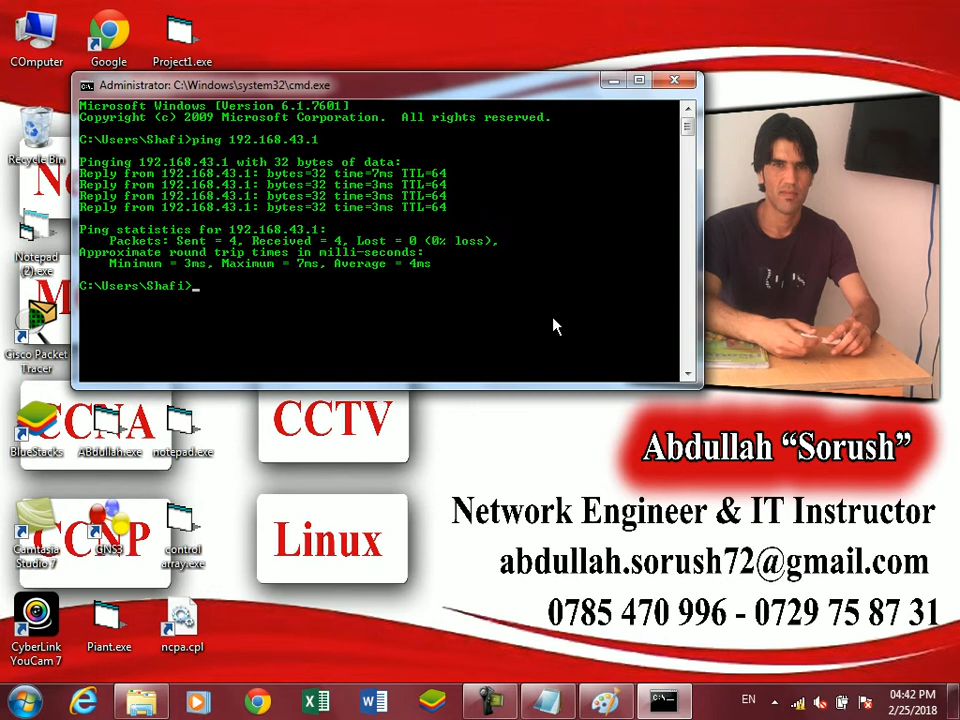 COmputer
Google
Project1.exe
Administrator: C:\Windows\system32\cmd.exe
Microsoft Windows [Version 6.1.7601]
Copyright (c) 2009 Microsoft Corporation.  All rights reserved.
C:\Users\Shafi>ping 192.168.43.1
Pinging 192.168.43.1 with 32 bytes of data:
Reply from 192.168.43.1: bytes=32 time=7ms TTL=64
Reply from 192.168.43.1: bytes=32 time=3ms TTL=64
Reply from 192.168.43.1: bytes=32 time=3ms TTL=64
Reply from 192.168.43.1: bytes=32 time=3ms TTL=64
Ping statistics for 192.168.43.1:
    Packets: Sent = 4, Received = 4, Lost = 0 (0% loss),
Approximate round trip times in milli-seconds:
    Minimum = 3ms, Maximum = 7ms, Average = 4ms
C:\Users\Shafi>
Recycle Bin
Notepad
(2).exe
Cisco Packet
Tracer
BlueStacks
ABdullah.exe
notepad.exe
CCNA
CCTV
Camtasia
Studio 7
GNS3
control
array.exe
CCNP
Linux
CyberLink
YouCam 7
Piant.exe
ncpa.cpl
Abdullah “Sorush”
Network Engineer & IT Instructor
abdullah.sorush72@gmail.com
0785 470 996 - 0729 75 87 31
EN
04:42 PM
2/25/2018